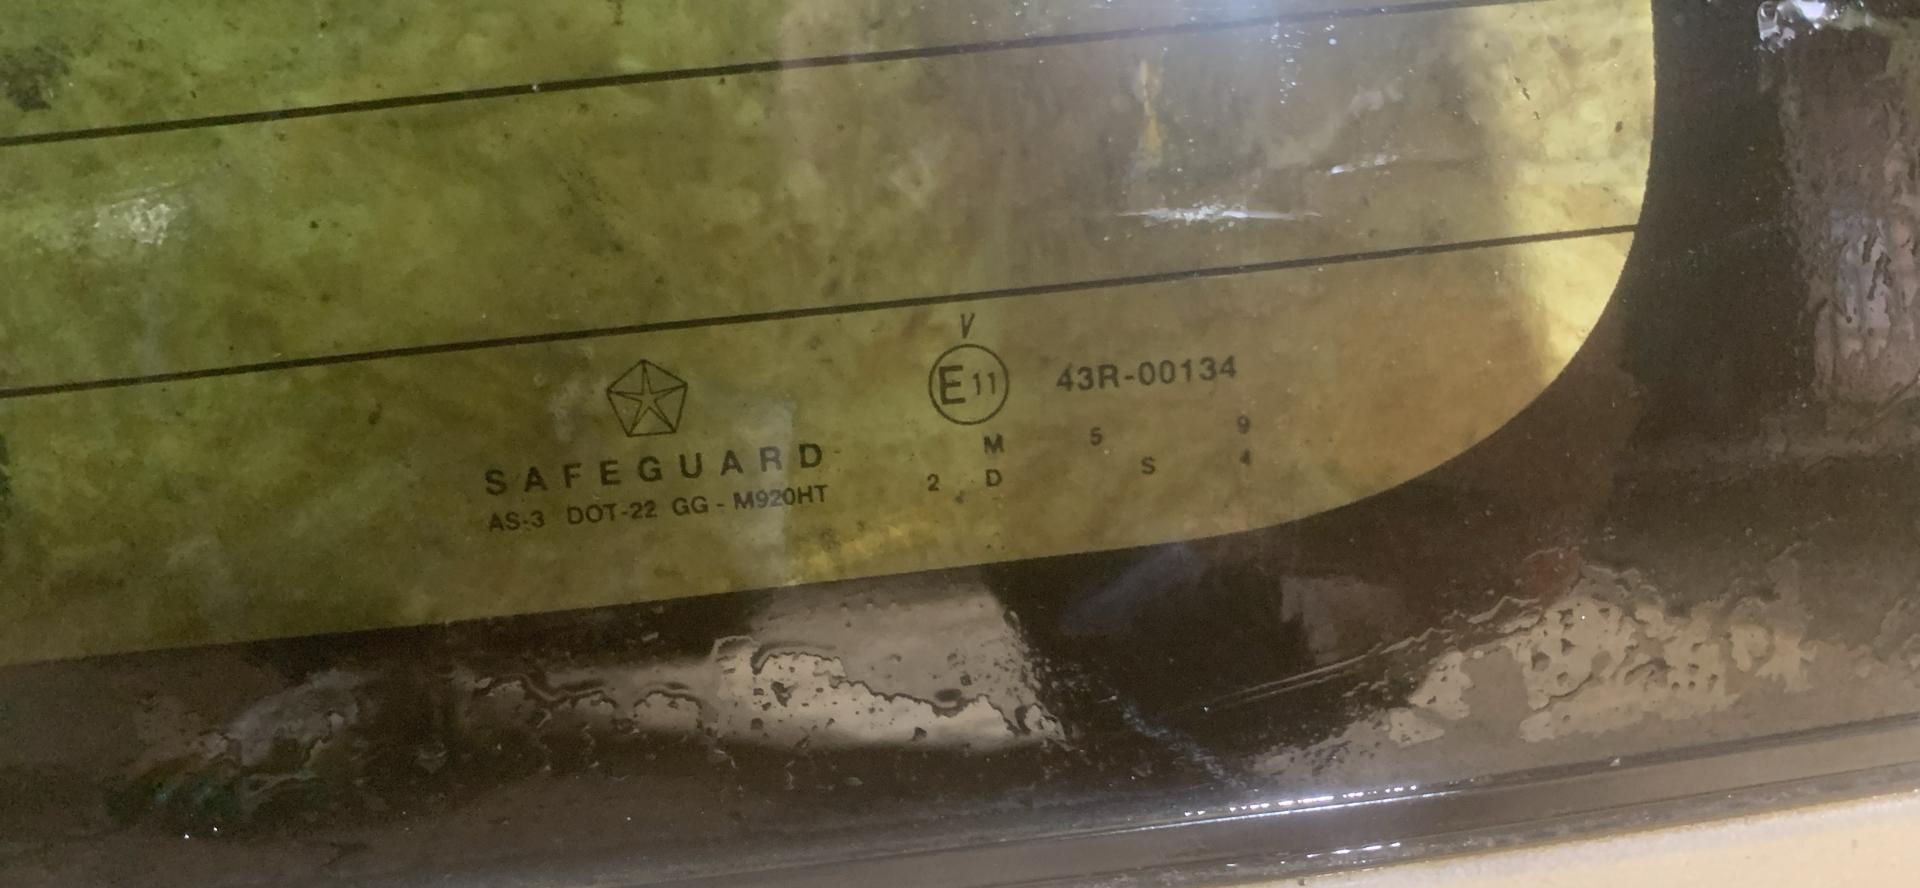 SAFEGUARD
AS-3 DOT-22 GG - M920HT
V
E11 43R-00134
M 5 9
2 D S 4